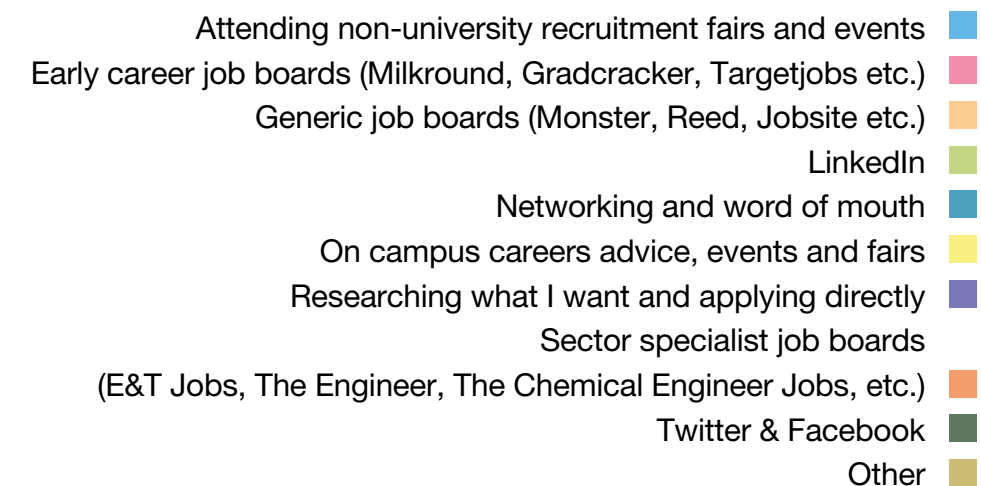 Attending non-university recruitment fairs and events
Early career job boards (Milkround, Gradcracker, Targetjobs etc.)
Generic job boards (Monster, Reed, Jobsite etc.)
LinkedIn
Networking and word of mouth
On campus careers advice, events and fairs
Researching what I want and applying directly
Sector specialist job boards
(E&T Jobs, The Engineer, The Chemical Engineer Jobs, etc.)
Twitter & Facebook
Other